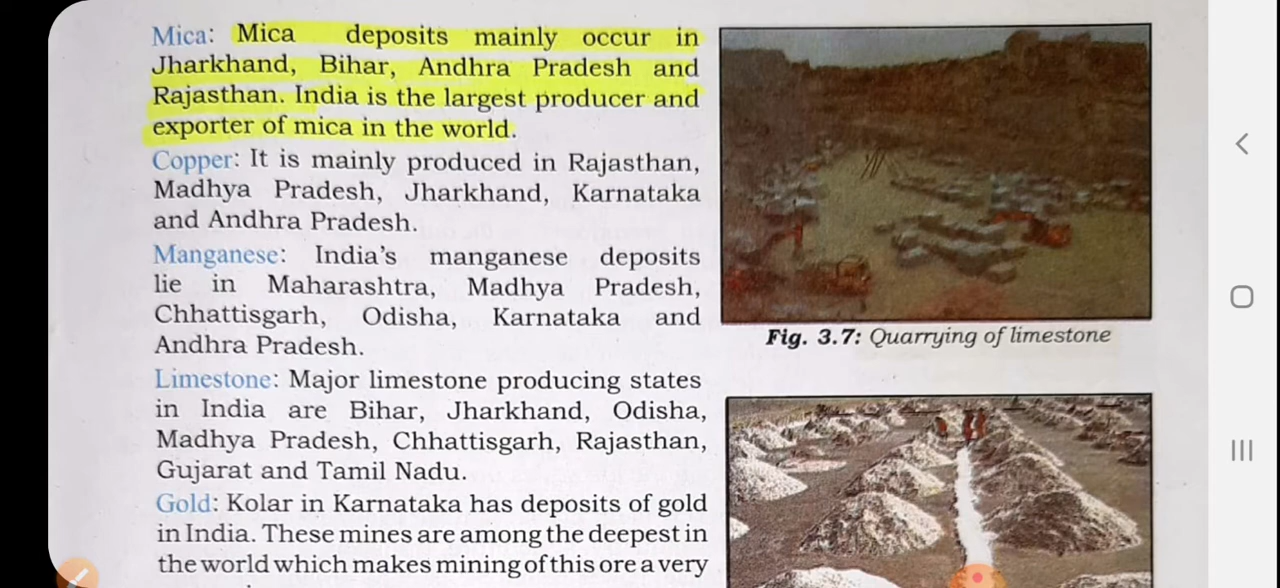 Mica: Mica deposits mainly occur in
Jharkhand, Bihar, Andhra Pradesh and
Rajasthan. India is the largest producer and
exporter of mica in the world.
Copper: It is mainly produced in Rajasthan,
Madhya Pradesh, Jharkhand, Karnataka
and Andhra Pradesh.
Manganese: India's manganese deposits
lie in Maharashtra, Madhya Pradesh,
Chhattisgarh, Odisha, Karnataka and
Andhra Pradesh.
Limestone: Major limestone producing states
in India are Bihar, Jharkhand, Odisha,
Madhya Pradesh, Chhattisgarh, Rajasthan,
Gujarat and Tamil Nadu.
Gold: Kolar in Karnataka has deposits of gold
in India. These mines are among the deepest in
the world which makes mining of this ore a very
Fig. 3.7: Quarrying of limestone